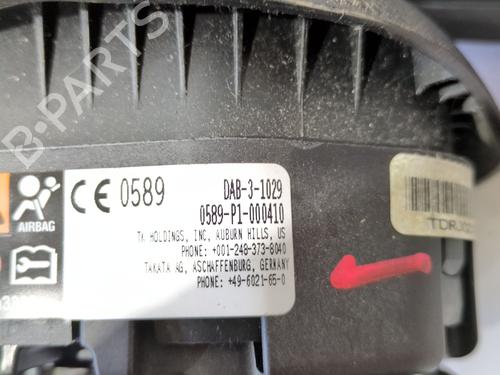 B-PARTS
CE 0589
DAB-3-1029
0589-P1-000410
AIRBAG
TK HOLDINGS, INC, AUBURN HILLS, US
PHONE: +001-248-373-8040
TAKATA AG, ASCHAFFENBURG, GERMANY
PHONE: +49-6021-65-0